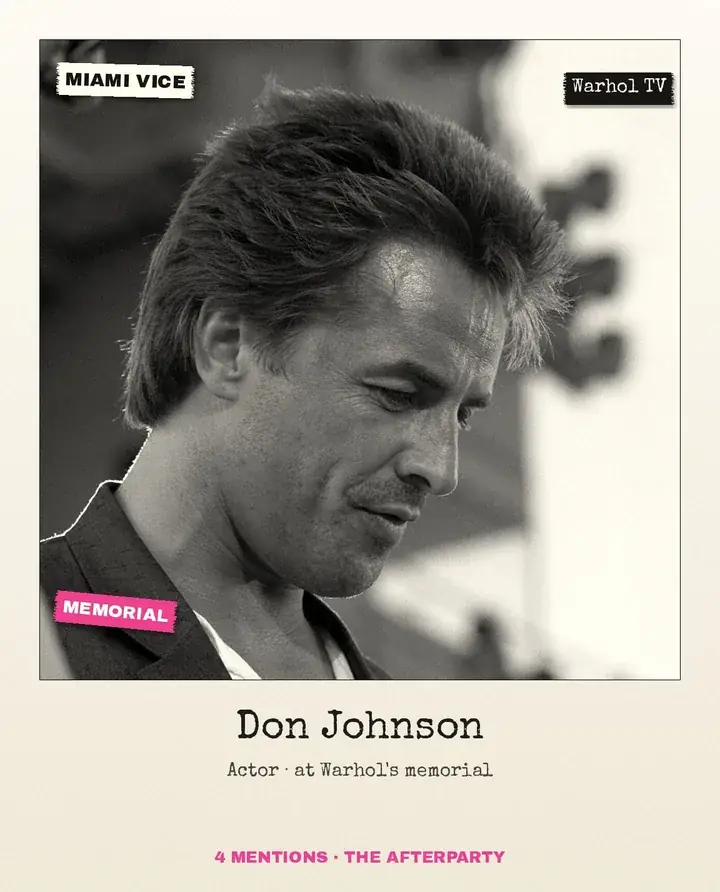 MIAMI VICE
Warhol TV
MEMORIAL
Don Johnson
Actor · at Warhol's memorial
4 MENTIONS · THE AFTERPARTY